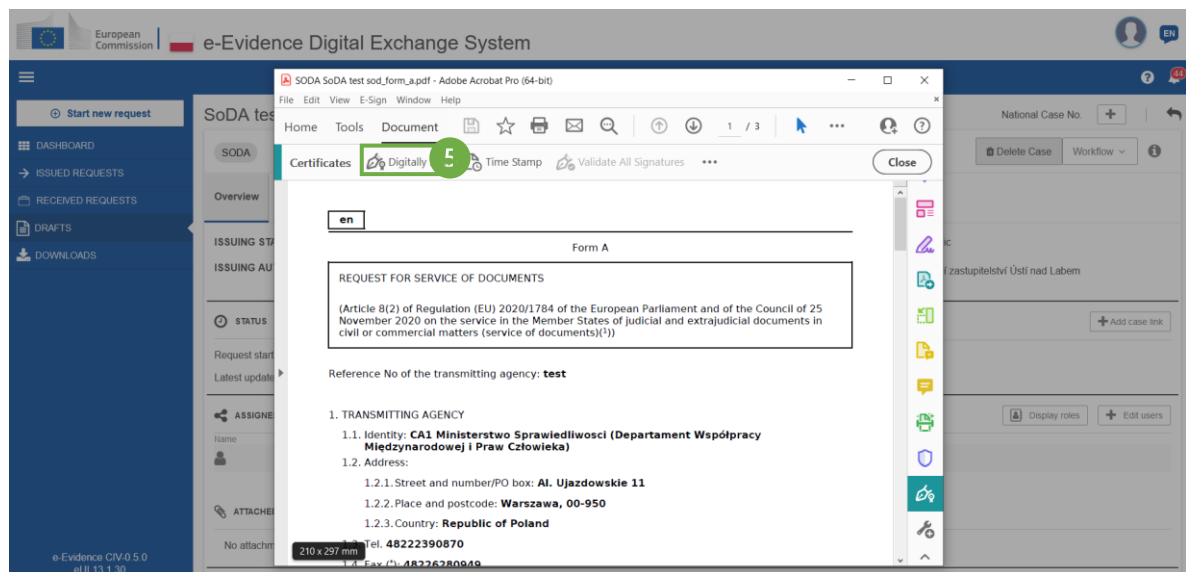 European
Commission
e-Evidence Digital Exchange System
EN
44
Start new request
DASHBOARD
ISSUED REQUESTS
RECEIVED REQUESTS
DRAFTS
DOWNLOADS
e-Evidence CIV-0.5.0
eUI 13.1.30
SoDA tes
National Case No.
SODA
Delete Case
Workflow
Overview
ISSUING STA
ISSUING AU
í zastupitelství Ústí nad Labem
STATUS
Add case link
Request start
Latest update
ASSIGNE
Display roles
Edit users
Name
ATTACHE
No attachm
SODA SoDA test sod_form_a.pdf - Adobe Acrobat Pro (64-bit)
File Edit View E-Sign Window Help
Home Tools Document 1 / 3
Certificates Digitally 5 Time Stamp Validate All Signatures Close
en
Form A
REQUEST FOR SERVICE OF DOCUMENTS
(Article 8(2) of Regulation (EU) 2020/1784 of the European Parliament and of the Council of 25
November 2020 on the service in the Member States of judicial and extrajudicial documents in
civil or commercial matters (service of documents)(¹))
Reference No of the transmitting agency: test
1. TRANSMITTING AGENCY
1.1. Identity: CA1 Ministerstwo Sprawiedliwosci (Departament Współpracy
Międzynarodowej i Praw Człowieka)
1.2. Address:
1.2.1. Street and number/PO box: Al. Ujazdowskie 11
1.2.2. Place and postcode: Warszawa, 00-950
1.2.3. Country: Republic of Poland
Tel. 48222390870
210 x 297 mm
1.4. Fax (*): 48226280949